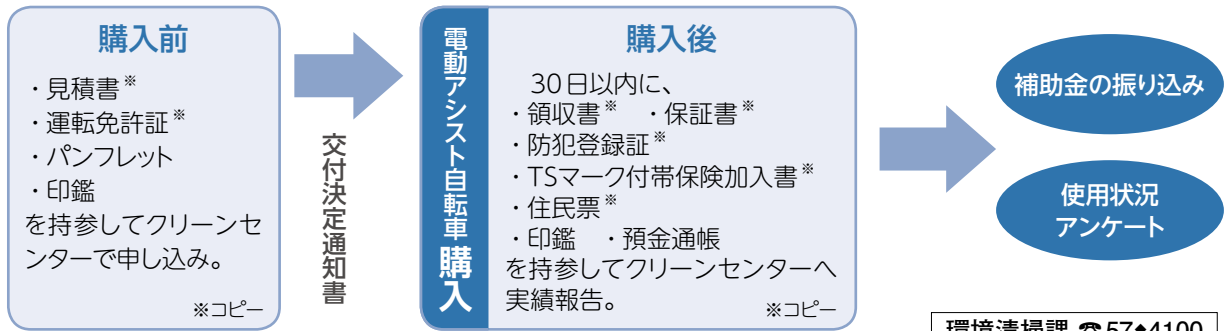 購入前
・見積書※
・運転免許証※
・パンフレット
・印鑑
を持参してクリーンセ
ンターで申し込み。
※コピー
交付決定通知書
電動アシスト自転車 購入
購入後
30日以内に、
・領収書※ ・保証書※
・防犯登録証※
・TSマーク付帯保険加入書※
・住民票※
・印鑑 ・預金通帳
を持参してクリーンセンターへ
実績報告。
※コピー
補助金の振り込み
使用状況
アンケート
環境清掃課 ☎57◆4100